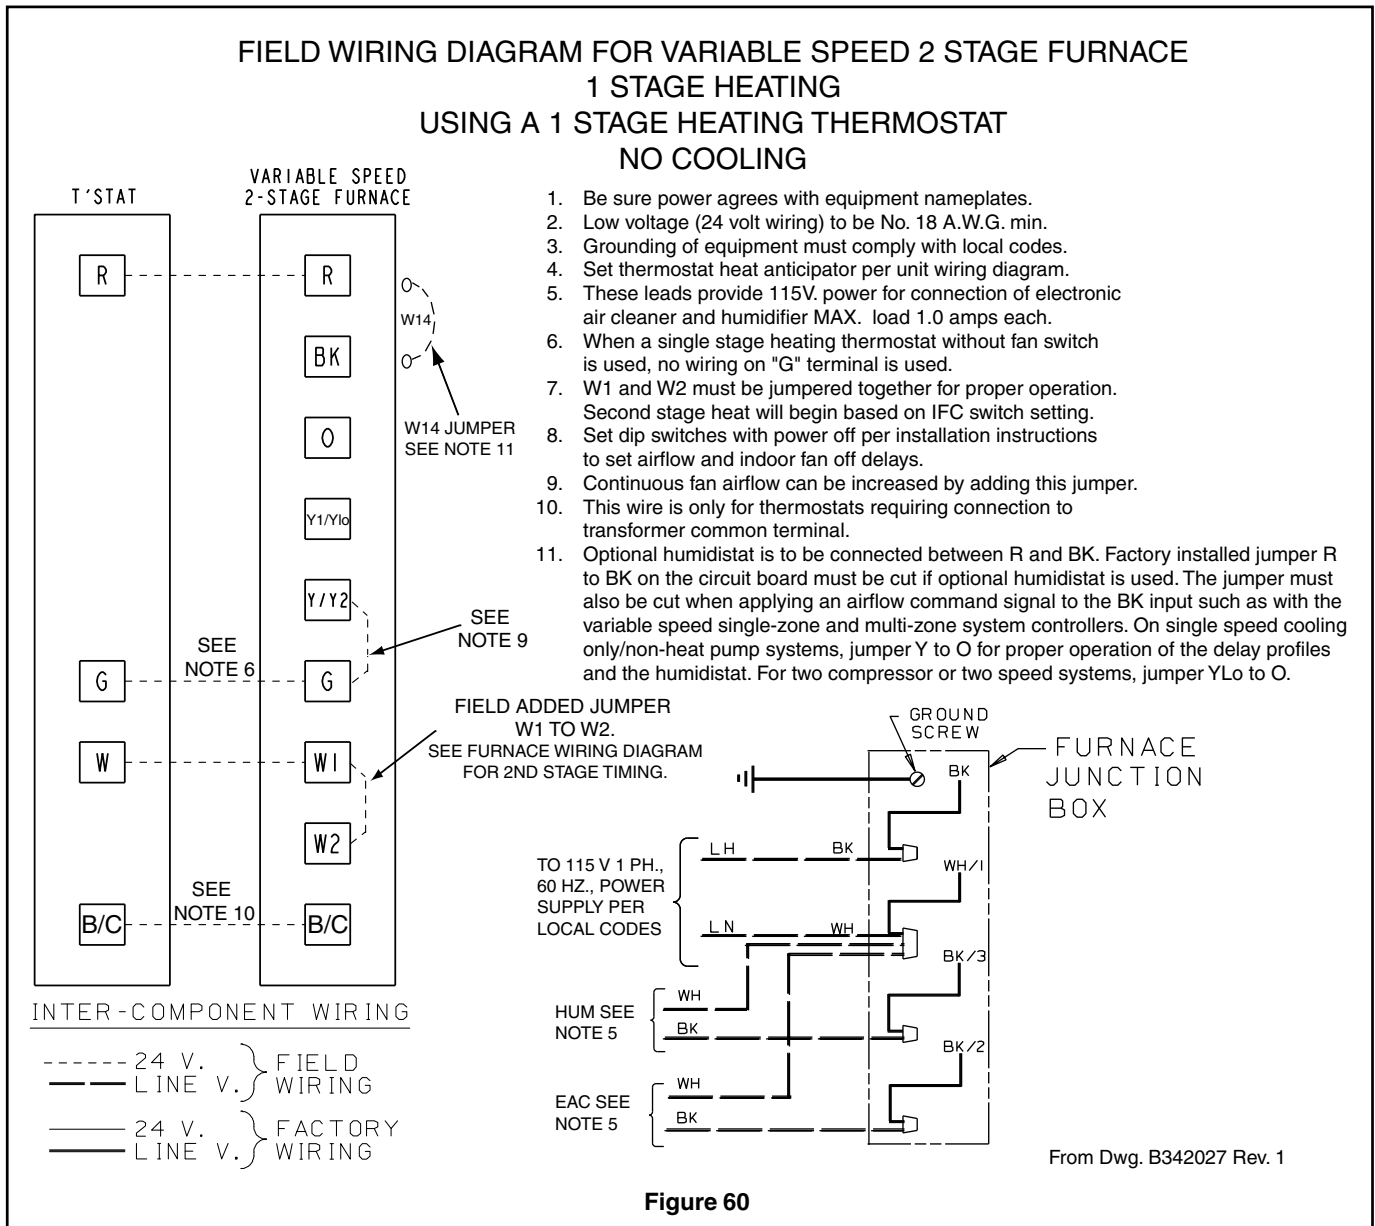 FIELD WIRING DIAGRAM FOR VARIABLE SPEED 2 STAGE FURNACE
1 STAGE HEATING
USING A 1 STAGE HEATING THERMOSTAT
NO COOLING
T'STAT
VARIABLE SPEED
2-STAGE FURNACE
R
R
W14
BK
W14 JUMPER
SEE NOTE 11
O
Y1/Ylo
Y/Y2
SEE
NOTE 9
SEE
NOTE 6
G
G
FIELD ADDED JUMPER
W1 TO W2.
SEE FURNACE WIRING DIAGRAM
FOR 2ND STAGE TIMING.
W
W1
W2
SEE
NOTE 10
B/C
B/C
1. Be sure power agrees with equipment nameplates.
2. Low voltage (24 volt wiring) to be No. 18 A.W.G. min.
3. Grounding of equipment must comply with local codes.
4. Set thermostat heat anticipator per unit wiring diagram.
5. These leads provide 115V. power for connection of electronic
air cleaner and humidifier MAX. load 1.0 amps each.
6. When a single stage heating thermostat without fan switch
is used, no wiring on "G" terminal is used.
7. W1 and W2 must be jumpered together for proper operation.
Second stage heat will begin based on IFC switch setting.
8. Set dip switches with power off per installation instructions
to set airflow and indoor fan off delays.
9. Continuous fan airflow can be increased by adding this jumper.
10. This wire is only for thermostats requiring connection to
transformer common terminal.
11. Optional humidistat is to be connected between R and BK. Factory installed jumper R
to BK on the circuit board must be cut if optional humidistat is used. The jumper must
also be cut when applying an airflow command signal to the BK input such as with the
variable speed single-zone and multi-zone system controllers. On single speed cooling
only/non-heat pump systems, jumper Y to O for proper operation of the delay profiles
and the humidistat. For two compressor or two speed systems, jumper YLo to O.
GROUND
SCREW
FURNACE
JUNCTION
BOX
BK
LH BK
WH/1
TO 115 V 1 PH.,
60 HZ., POWER
SUPPLY PER
LOCAL CODES
LN WH
BK/3
HUM SEE
NOTE 5
WH
BK
BK/2
EAC SEE
NOTE 5
WH
BK
INTER-COMPONENT WIRING
24 V.
LINE V.
FIELD
WIRING
24 V.
LINE V.
FACTORY
WIRING
From Dwg. B342027 Rev. 1
Figure 60